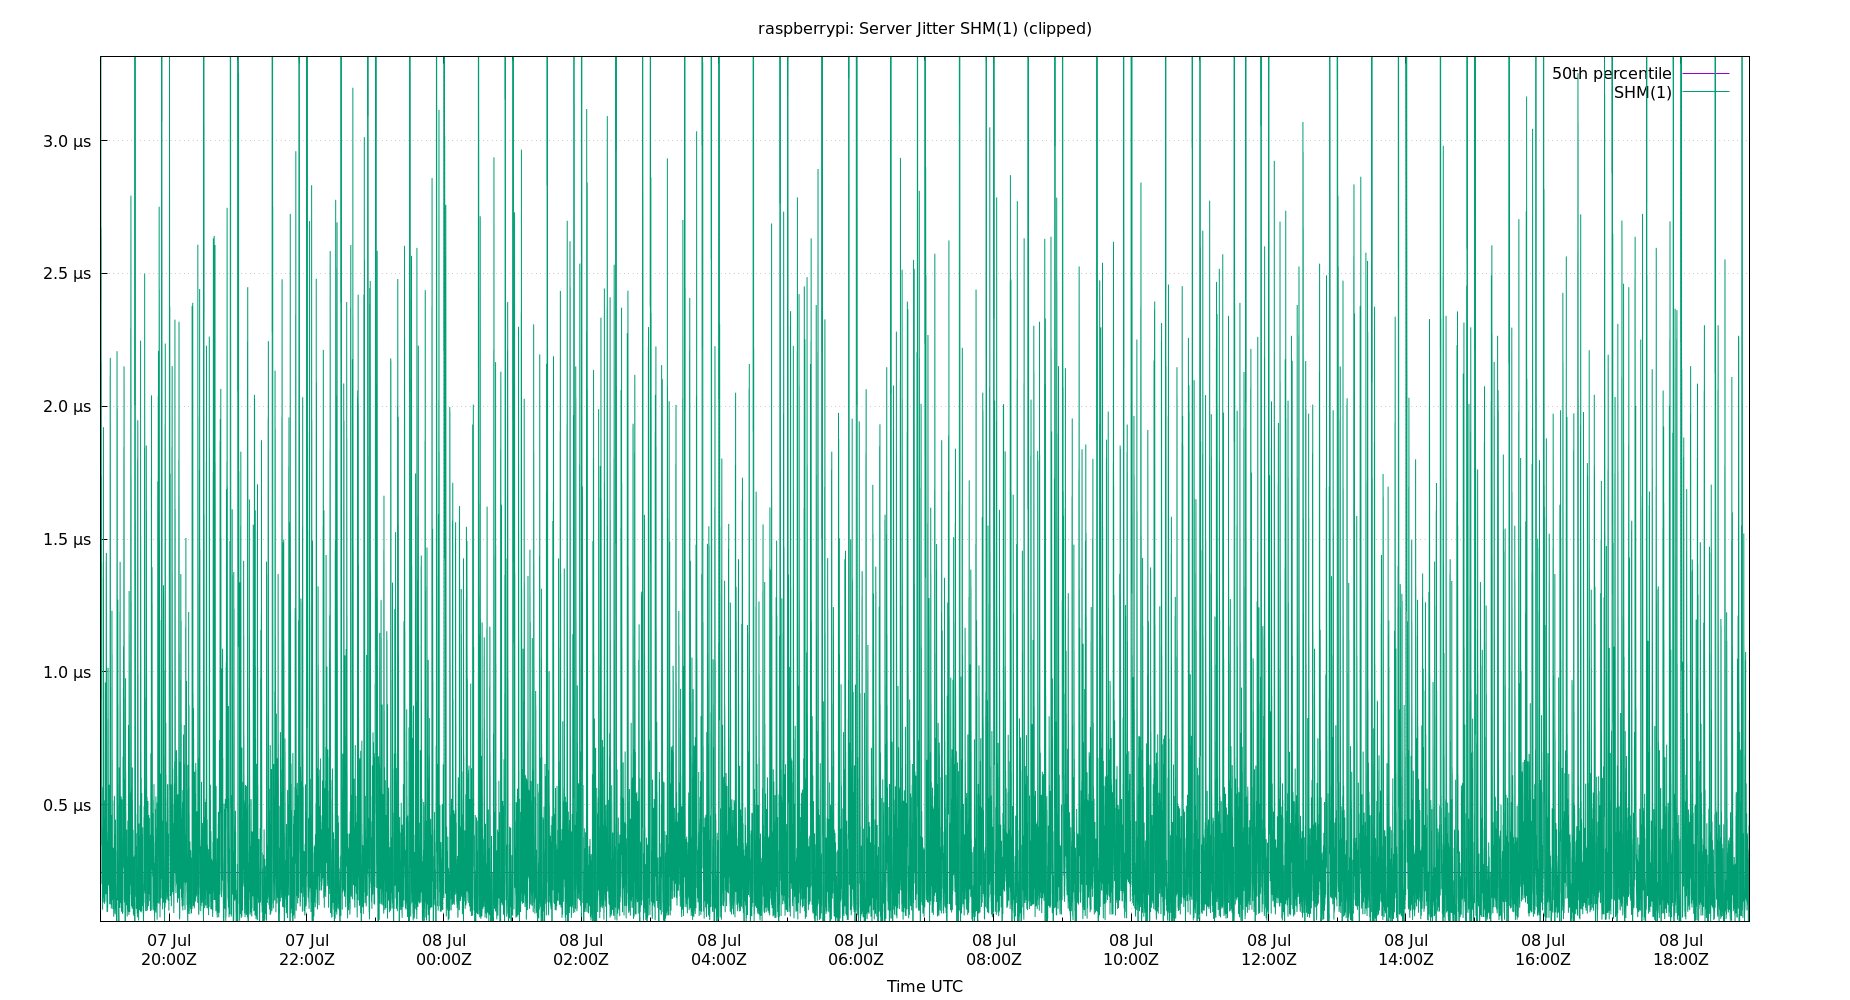 raspberrypi: Server Jitter SHM(1) (clipped)
50th percentile
SHM(1)
3.0 µs
2.5 µs
2.0 µs
1.5 µs
1.0 µs
0.5 µs
07 Jul 07 Jul 08 Jul 08 Jul 08 Jul 08 Jul 08 Jul 08 Jul 08 Jul 08 Jul 08 Jul 08 Jul
20:00Z 22:00Z 00:00Z 02:00Z 04:00Z 06:00Z 08:00Z 10:00Z 12:00Z 14:00Z 16:00Z 18:00Z
Time UTC